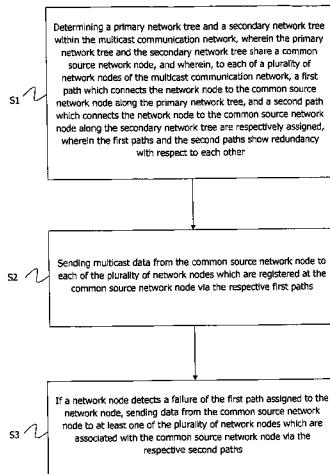 Determining a primary network tree and a secondary network tree
within the multicast communication network, wherein the primary
network tree and the secondary network tree share a common
source network node, and wherein, to each of a plurality of
network nodes of the multicast communication network, a first
path which connects the network node to the common source
network node along the primary network tree, and a second path
which connects the network node to the common source network
node along the secondary network tree are respectively assigned,
wherein the first paths and the second paths show redundancy
with respect to each other
S1
Sending multicast data from the common source network node to
each of the plurality of network nodes which are registered at the
common source network node via the respective first paths
S2
If a network node detects a failure of the first path assigned to the
network node, sending data from the common source network
node to at least one of the plurality of network nodes which are
associated with the common source network node via the
respective second paths
S3